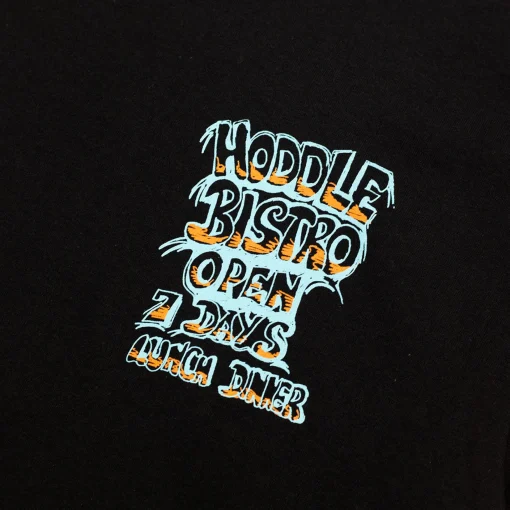 HODDLE
BISTRO
OPEN
7 DAYS
LUNCH DINNER